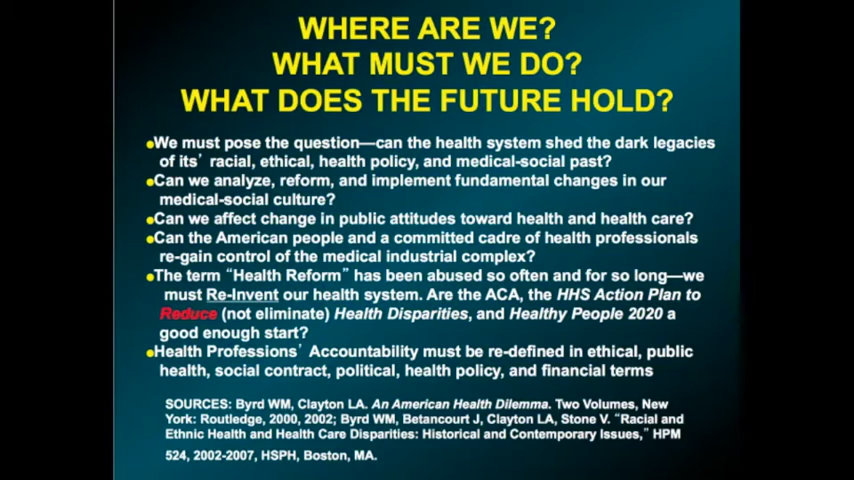 WHERE ARE WE?
WHAT MUST WE DO?
WHAT DOES THE FUTURE HOLD?
●We must pose the question—can the health system shed the dark legacies
of its’ racial, ethical, health policy, and medical-social past?
●Can we analyze, reform, and implement fundamental changes in our
medical-social culture?
●Can we affect change in public attitudes toward health and health care?
●Can the American people and a committed cadre of health professionals
re-gain control of the medical industrial complex?
●The term “Health Reform” has been abused so often and for so long—we
must Re-Invent our health system. Are the ACA, the HHS Action Plan to
Reduce (not eliminate) Health Disparities, and Healthy People 2020 a
good enough start?
●Health Professions’ Accountability must be re-defined in ethical, public
health, social contract, political, health policy, and financial terms
SOURCES: Byrd WM, Clayton LA. An American Health Dilemma. Two Volumes, New
York: Routledge, 2000, 2002; Byrd WM, Betancourt J, Clayton LA, Stone V. “Racial and
Ethnic Health and Health Care Disparities: Historical and Contemporary Issues,” HPM
524, 2002-2007, HSPH, Boston, MA.